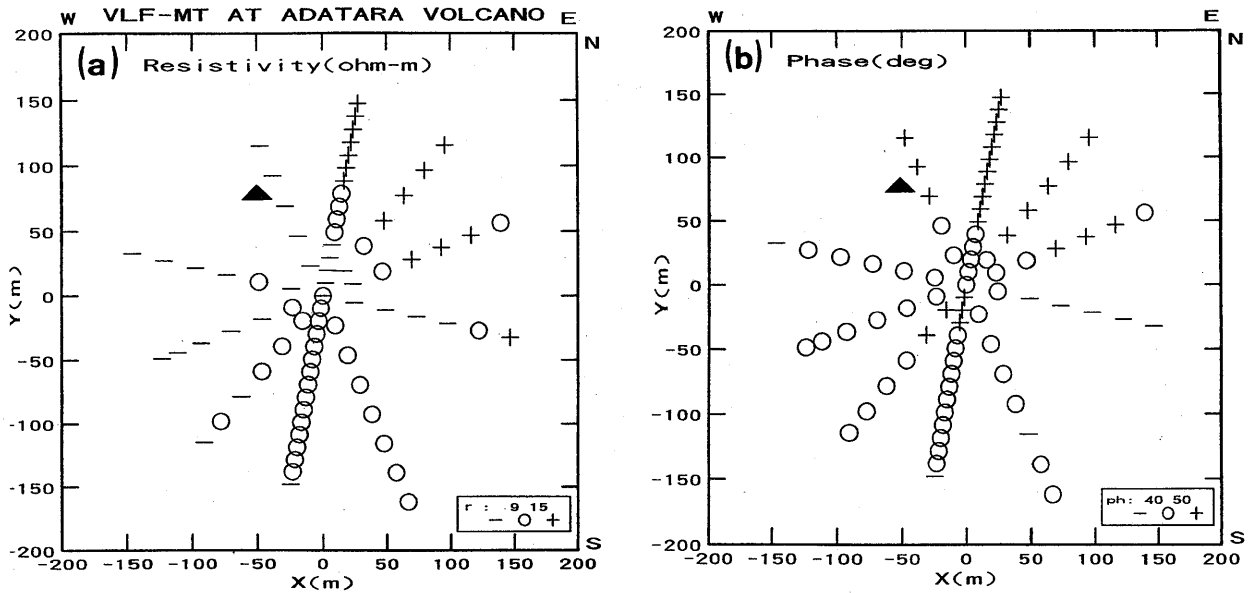 W VLF-MT AT ADATARA VOLCANO E
200 N
(a) Resistivity(ohm-m)
150
100
50
0
-50
-100
-150
-200
Y(m)
r : 9 15
— ○ +
S
-200 -150 -100 -50 0 50 100 150 200
X(m)
W E
200 N
(b) Phase(deg)
150
100
50
0
-50
-100
-150
-200
Y(m)
ph: 40 50
— ○ +
S
-200 -150 -100 -50 0 50 100 150 200
X(m)